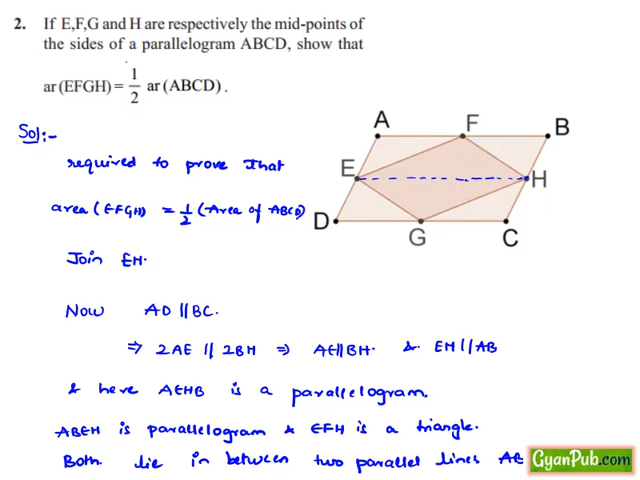 2. If E,F,G and H are respectively the mid-points of
the sides of a parallelogram ABCD, show that
ar (EFGH) = 1/2 ar (ABCD) .
Sol:-
required to prove that
area (EFGH) = 1/2 (Area of ABCD)
Join EH.
Now AD || BC.
⇒ 2AE || 2BH ⇒ AE||BH. & EH || AB
& here AEHB is a parallelogram.
ABEH is parallelogram & EFH is a triangle.
Both lie in between two parallel lines
A F B
E H
D G C
GyanPub.com